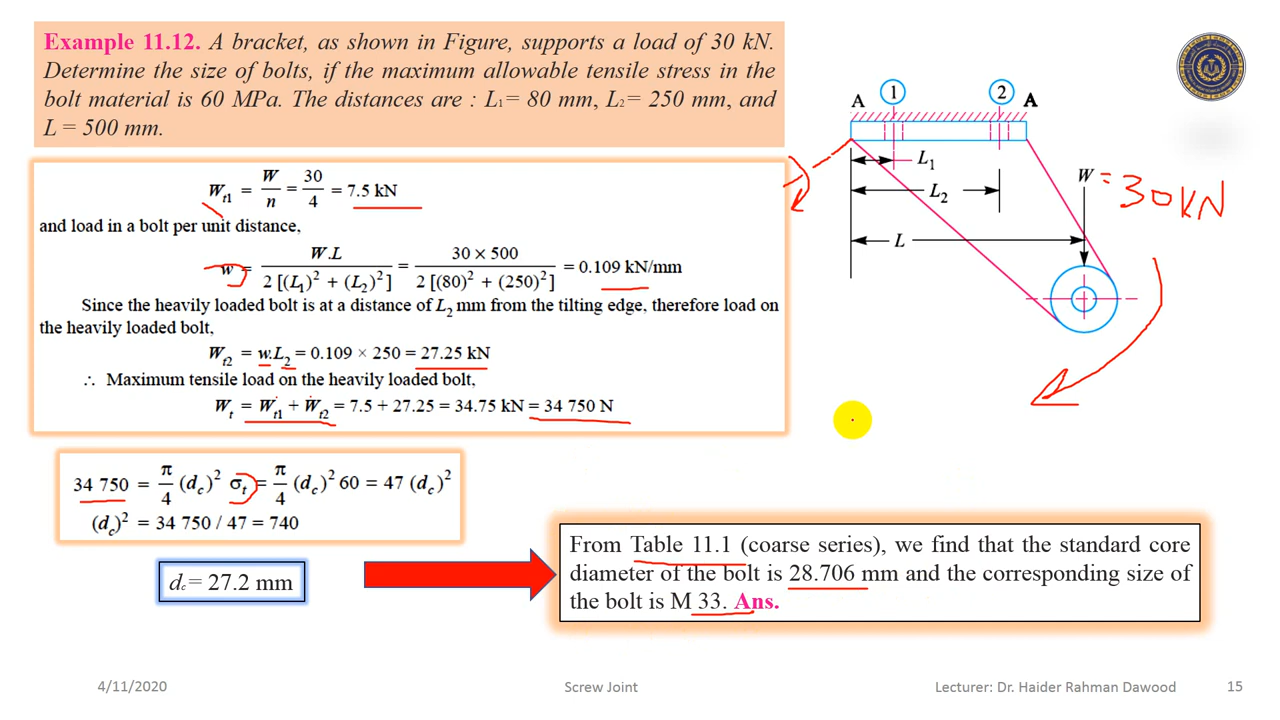 Example 11.12. A bracket, as shown in Figure, supports a load of 30 kN.
Determine the size of bolts, if the maximum allowable tensile stress in the
bolt material is 60 MPa. The distances are : L₁= 80 mm, L₂= 250 mm, and
L = 500 mm.
Wₜ₁ = W/n = 30/4 = 7.5 kN
and load in a bolt per unit distance,
w = W.L / 2 [(L₁)² + (L₂)²] = 30 × 500 / 2 [(80)² + (250)²] = 0.109 kN/mm
Since the heavily loaded bolt is at a distance of L₂ mm from the tilting edge, therefore load on
the heavily loaded bolt,
Wₜ₂ = w.L₂ = 0.109 × 250 = 27.25 kN
∴ Maximum tensile load on the heavily loaded bolt,
Wₜ = Wₜ₁ + Wₜ₂ = 7.5 + 27.25 = 34.75 kN = 34 750 N
34 750 = π/4 (d_c)² σₜ = π/4 (d_c)² 60 = 47 (d_c)²
(d_c)² = 34 750 / 47 = 740
d_c = 27.2 mm
A 1 2 A
L₁
L₂
W = 30 kN
L
From Table 11.1 (coarse series), we find that the standard core
diameter of the bolt is 28.706 mm and the corresponding size of
the bolt is M 33. Ans.
4/11/2020 Screw Joint Lecturer: Dr. Haider Rahman Dawood 15